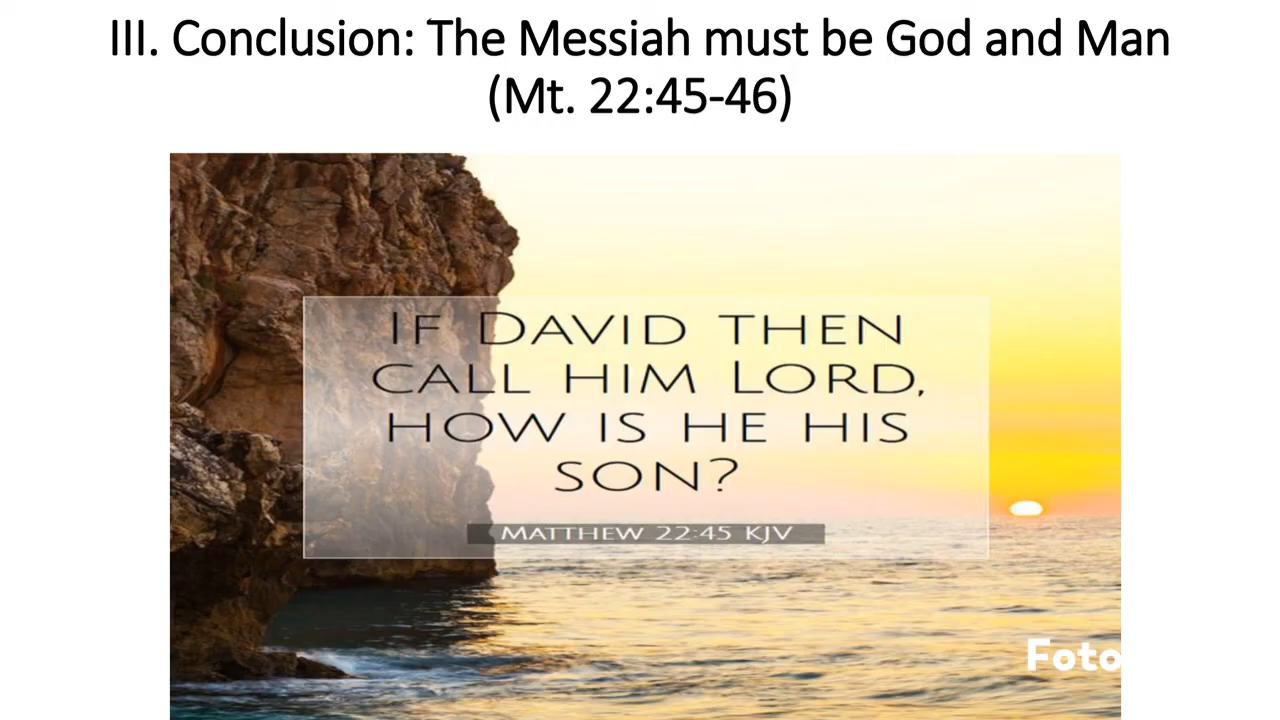 III. Conclusion: The Messiah must be God and Man
(Mt. 22:45-46)
IF DAVID THEN
CALL HIM LORD,
HOW IS HE HIS
SON?
MATTHEW 22:45 KJV
Foto